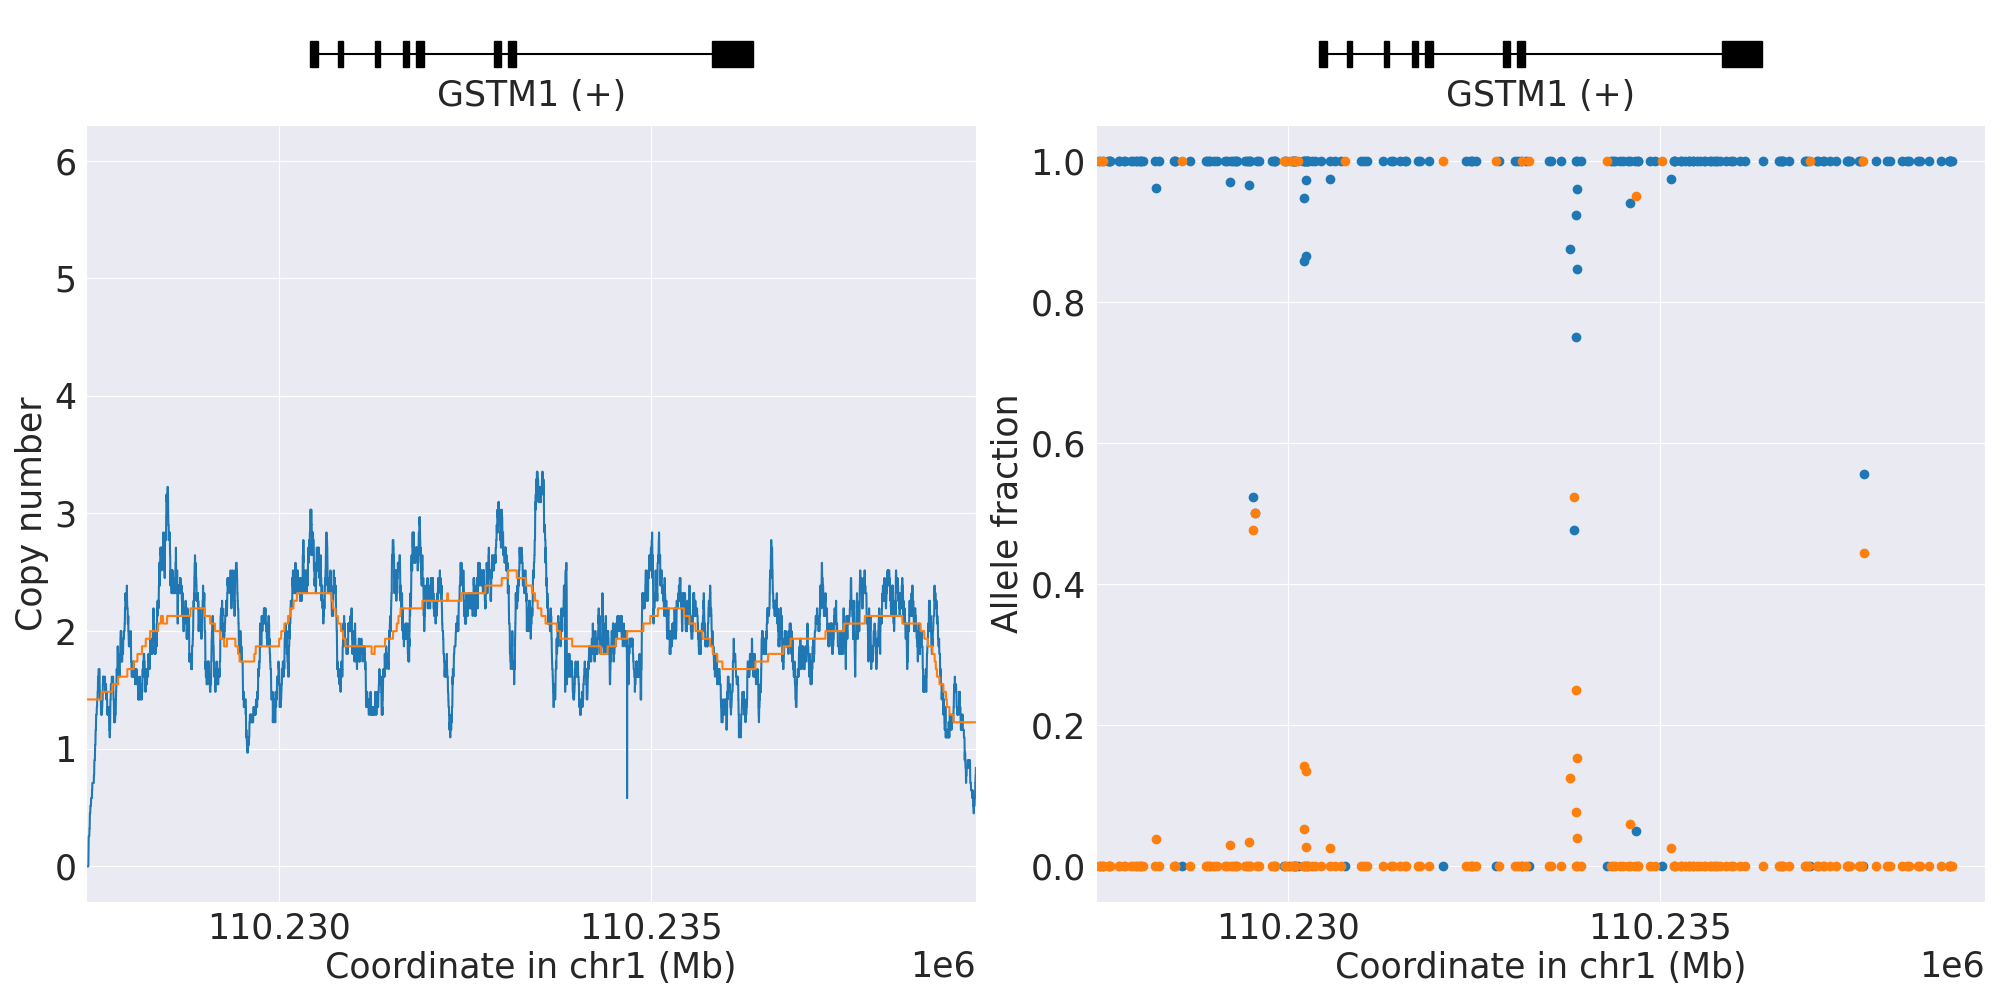 GSTM1 (+)
6
5
4
3
2
1
0
Copy number
110.230
110.235
Coordinate in chr1 (Mb)
1e6
GSTM1 (+)
1.0
0.8
0.6
0.4
0.2
0.0
Allele fraction
110.230
110.235
Coordinate in chr1 (Mb)
1e6